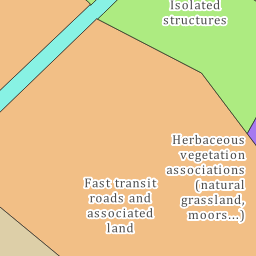 Isolated
structures
Herbaceous
vegetation
associations
(natural
grassland,
moors...)
Fast transit
roads and
associated
land